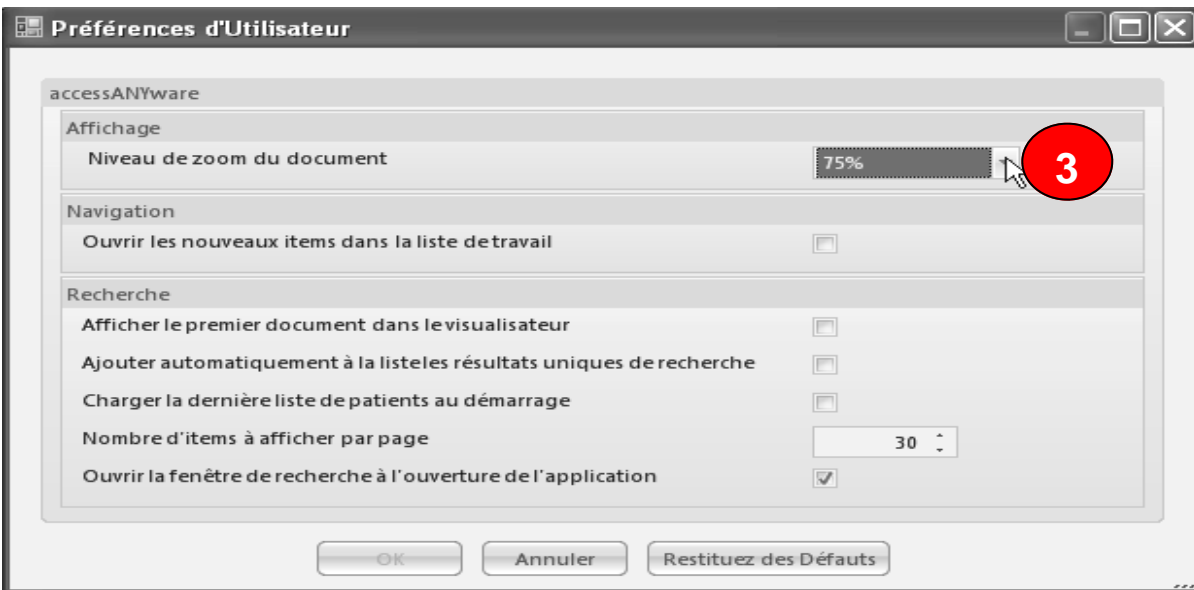 Préférences d'Utilisateur
accessANYware
Affichage
Niveau de zoom du document 75% 3
Navigation
Ouvrir les nouveaux items dans la liste de travail
Recherche
Afficher le premier document dans le visualisateur
Ajouter automatiquement à la liste les résultats uniques de recherche
Charger la dernière liste de patients au démarrage
Nombre d'items à afficher par page 30
Ouvrir la fenêtre de recherche à l'ouverture de l'application
OK Annuler Restituez des Défauts